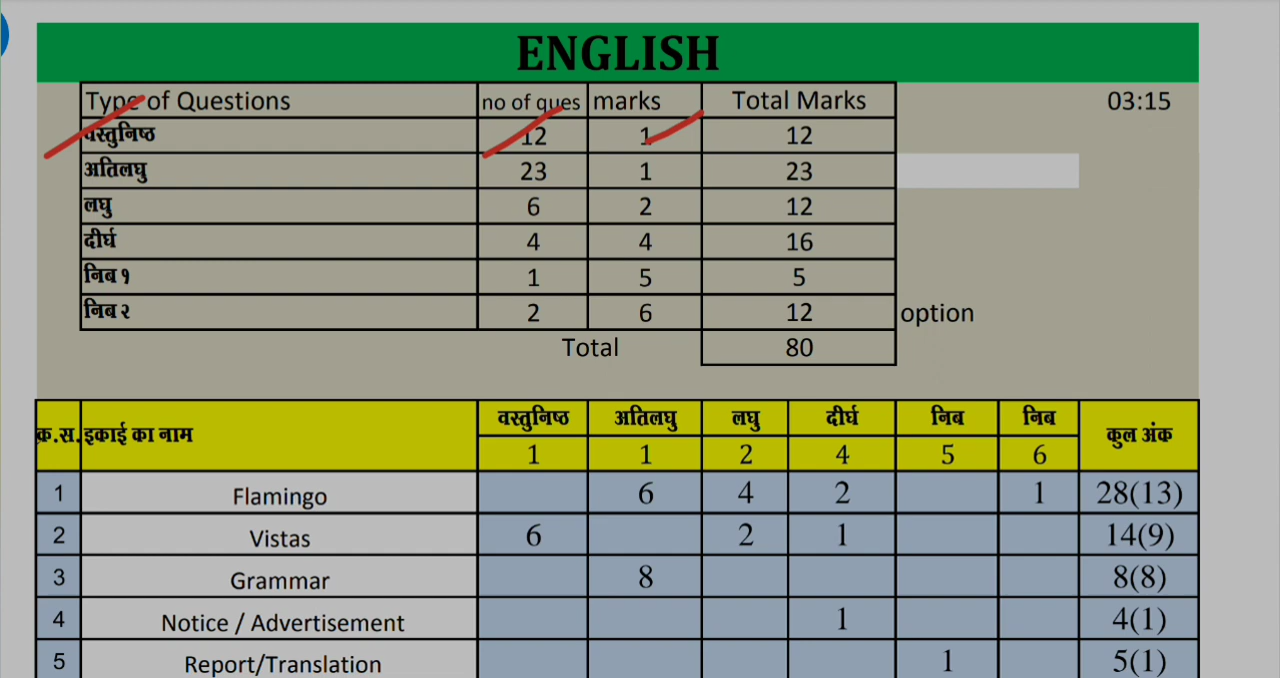 ENGLISH
Type of Questions no of ques marks Total Marks 03:15
वस्तुनिष्ठ 12 1 12
अतिलघु 23 1 23
लघु 6 2 12
दीर्घ 4 4 16
निब १ 1 5 5
निब २ 2 6 12 option
Total 80
क्र.स. इकाई का नाम वस्तुनिष्ठ अतिलघु लघु दीर्घ निब निब कुल अंक
1 1 2 4 5 6
1 Flamingo 6 4 2 1 28(13)
2 Vistas 6 2 1 14(9)
3 Grammar 8 8(8)
4 Notice / Advertisement 1 4(1)
5 Report/Translation 1 5(1)